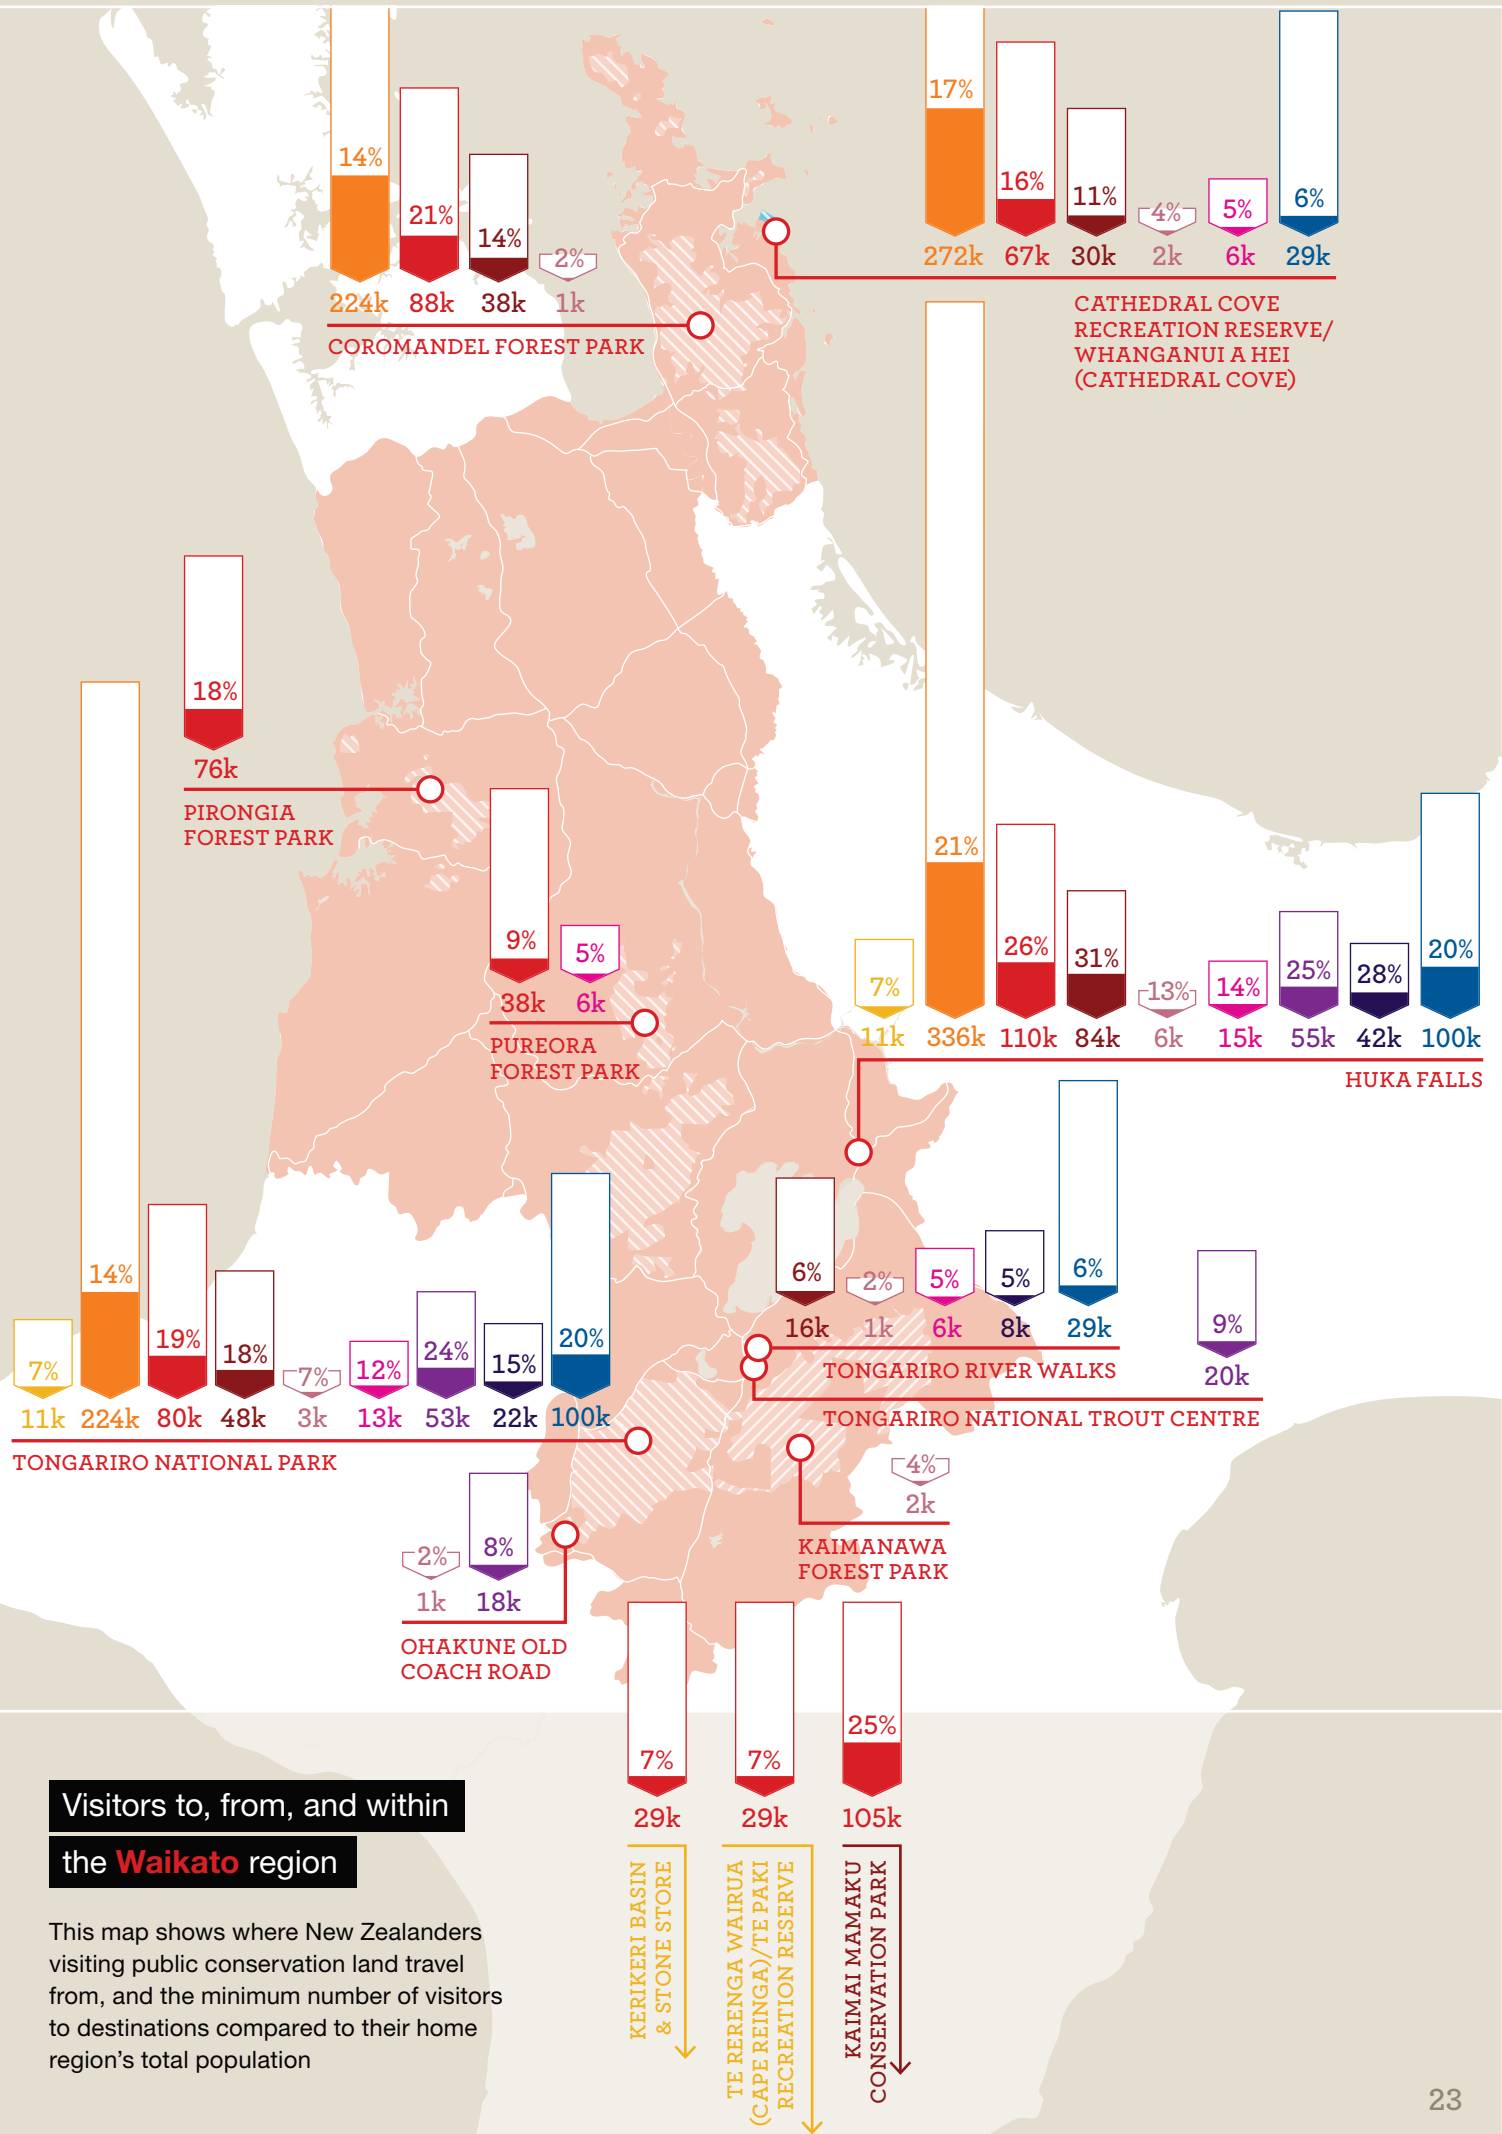 14%
21%
14%
2%
224k 88k 38k 1k
COROMANDEL FOREST PARK
17%
16%
11%
4%
5%
6%
272k 67k 30k 2k 6k 29k
CATHEDRAL COVE
RECREATION RESERVE/
WHANGANUI A HEI
(CATHEDRAL COVE)
18%
76k
PIRONGIA
FOREST PARK
9%
5%
38k 6k
PUREORA
FOREST PARK
7%
21%
26%
31%
13%
14%
25%
28%
20%
11k 336k 110k 84k 6k 15k 55k 42k 100k
HUKA FALLS
7%
14%
19%
18%
7%
12%
24%
15%
20%
11k 224k 80k 48k 3k 13k 53k 22k 100k
TONGARIRO NATIONAL PARK
6%
2%
5%
5%
6%
16k 1k 6k 8k 29k
TONGARIRO RIVER WALKS
9%
20k
TONGARIRO NATIONAL TROUT CENTRE
4%
2k
KAIMANAWA
FOREST PARK
2%
8%
1k 18k
OHAKUNE OLD
COACH ROAD
7%
7%
25%
29k 29k 105k
KERIKERI BASIN
& STONE STORE
TE RERENGA WAIRUA
(CAPE REINGA)/TE PAKI
RECREATION RESERVE
KAIMAI MAMAKU
CONSERVATION PARK
Visitors to, from, and within
the Waikato region
This map shows where New Zealanders
visiting public conservation land travel
from, and the minimum number of visitors
to destinations compared to their home
region's total population
23